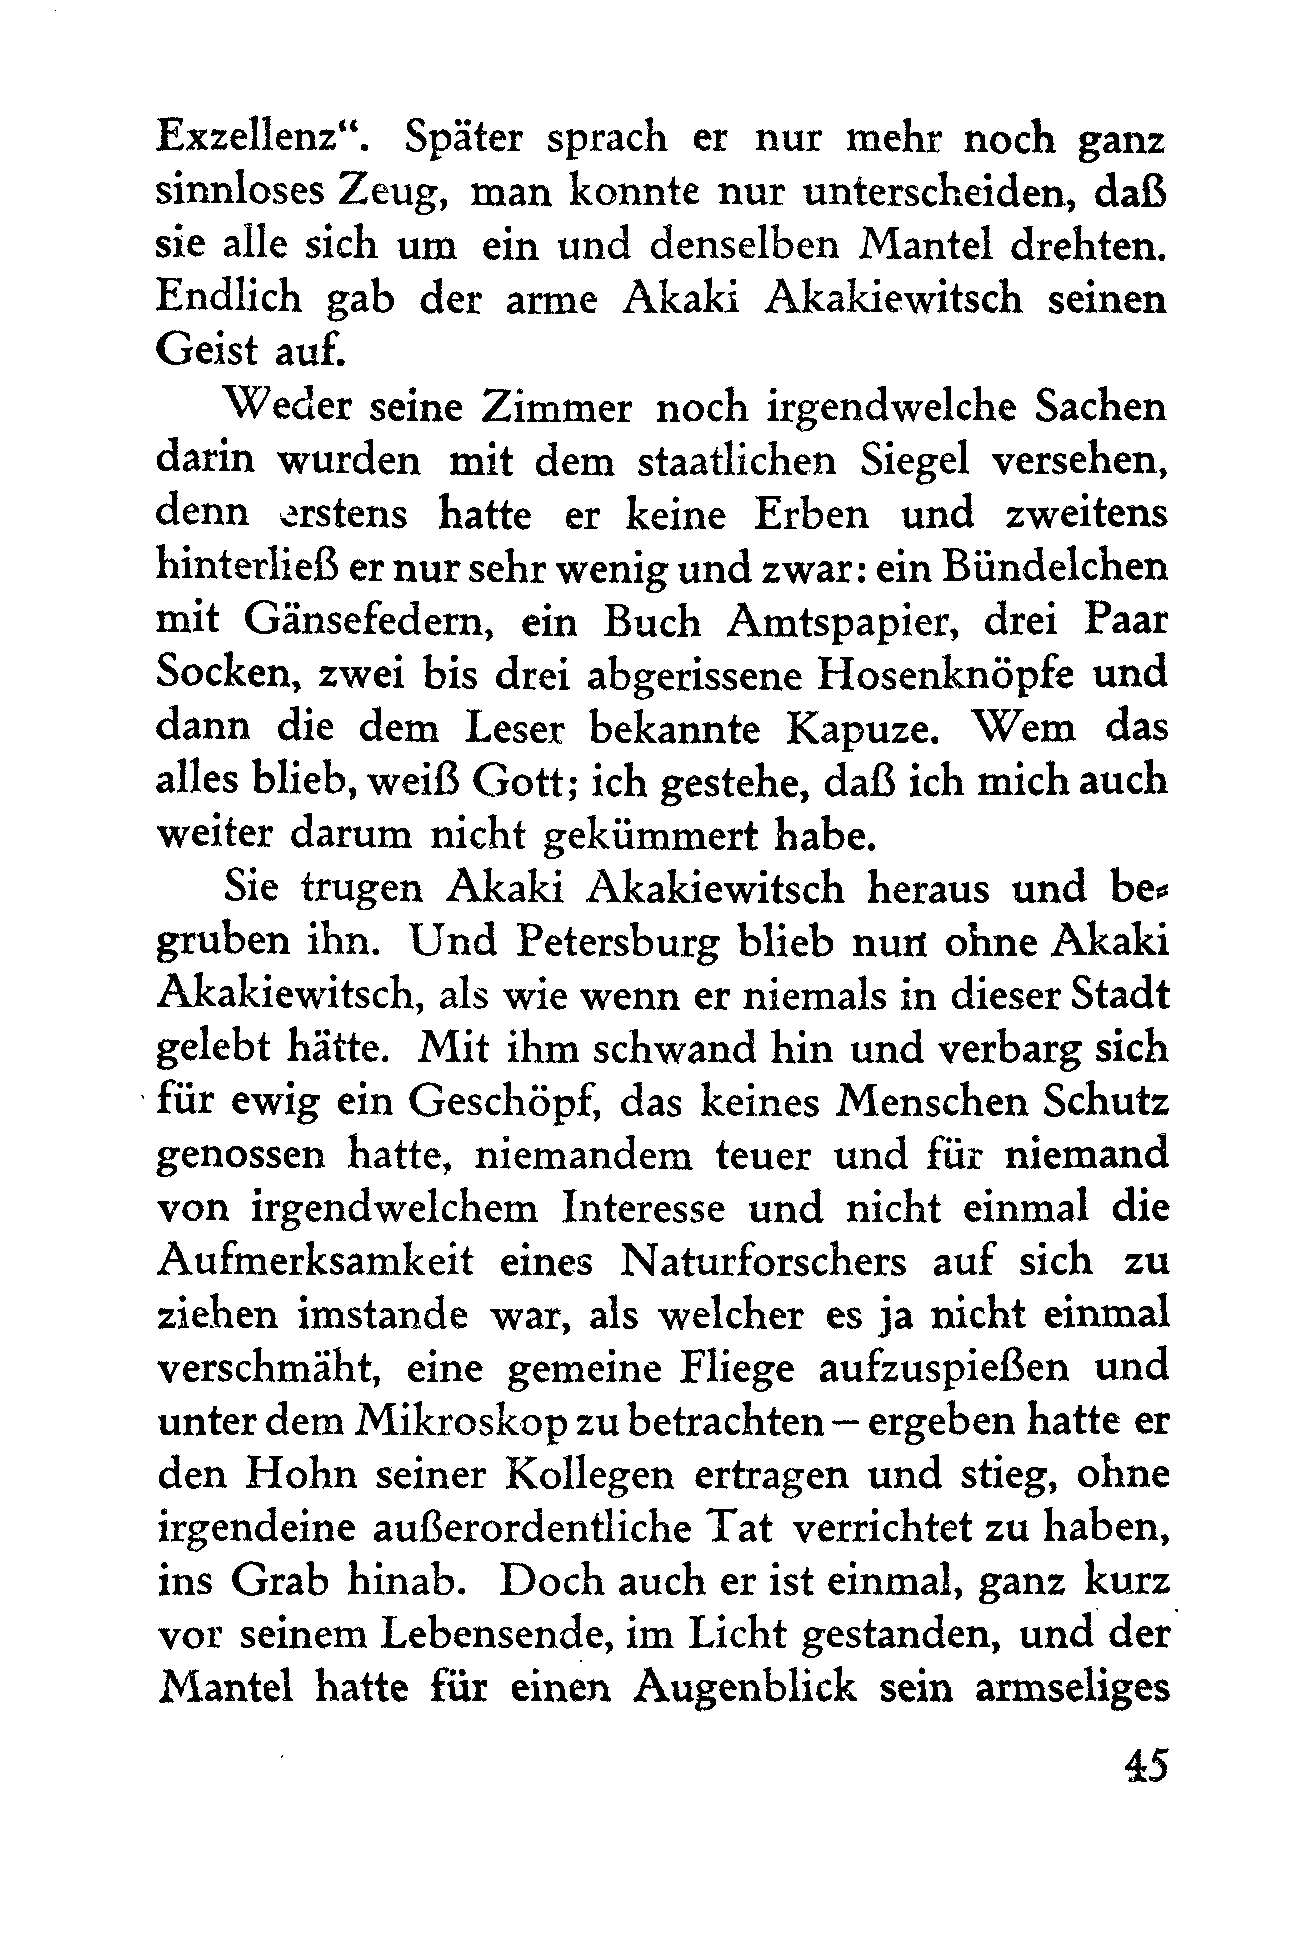 Exzellenz“. Später sprach er nur mehr noch ganz
sinnloses Zeug, man konnte nur unterscheiden, daß
sie alle sich um ein und denselben Mantel drehten.
Endlich gab der arme Akaki Akakiewitsch seinen
Geist auf.
Weder seine Zimmer noch irgendwelche Sachen
darin wurden mit dem staatlichen Siegel versehen,
denn erstens hatte er keine Erben und zweitens
hinterließ er nur sehr wenig und zwar: ein Bündelchen
mit Gänsefedern, ein Buch Amtspapier, drei Paar
Socken, zwei bis drei abgerissene Hosenknöpfe und
dann die dem Leser bekannte Kapuze. Wem das
alles blieb, weiß Gott; ich gestehe, daß ich mich auch
weiter darum nicht gekümmert habe.
Sie trugen Akaki Akakiewitsch heraus und be-
gruben ihn. Und Petersburg blieb nun ohne Akaki
Akakiewitsch, als wie wenn er niemals in dieser Stadt
gelebt hätte. Mit ihm schwand hin und verbarg sich
für ewig ein Geschöpf, das keines Menschen Schutz
genossen hatte, niemandem teuer und für niemand
von irgendwelchem Interesse und nicht einmal die
Aufmerksamkeit eines Naturforschers auf sich zu
ziehen imstande war, als welcher es ja nicht einmal
verschmäht, eine gemeine Fliege aufzuspießen und
unter dem Mikroskop zu betrachten – ergeben hatte er
den Hohn seiner Kollegen ertragen und stieg, ohne
irgendeine außerordentliche Tat verrichtet zu haben,
ins Grab hinab. Doch auch er ist einmal, ganz kurz
vor seinem Lebensende, im Licht gestanden, und der
Mantel hatte für einen Augenblick sein armseliges
45